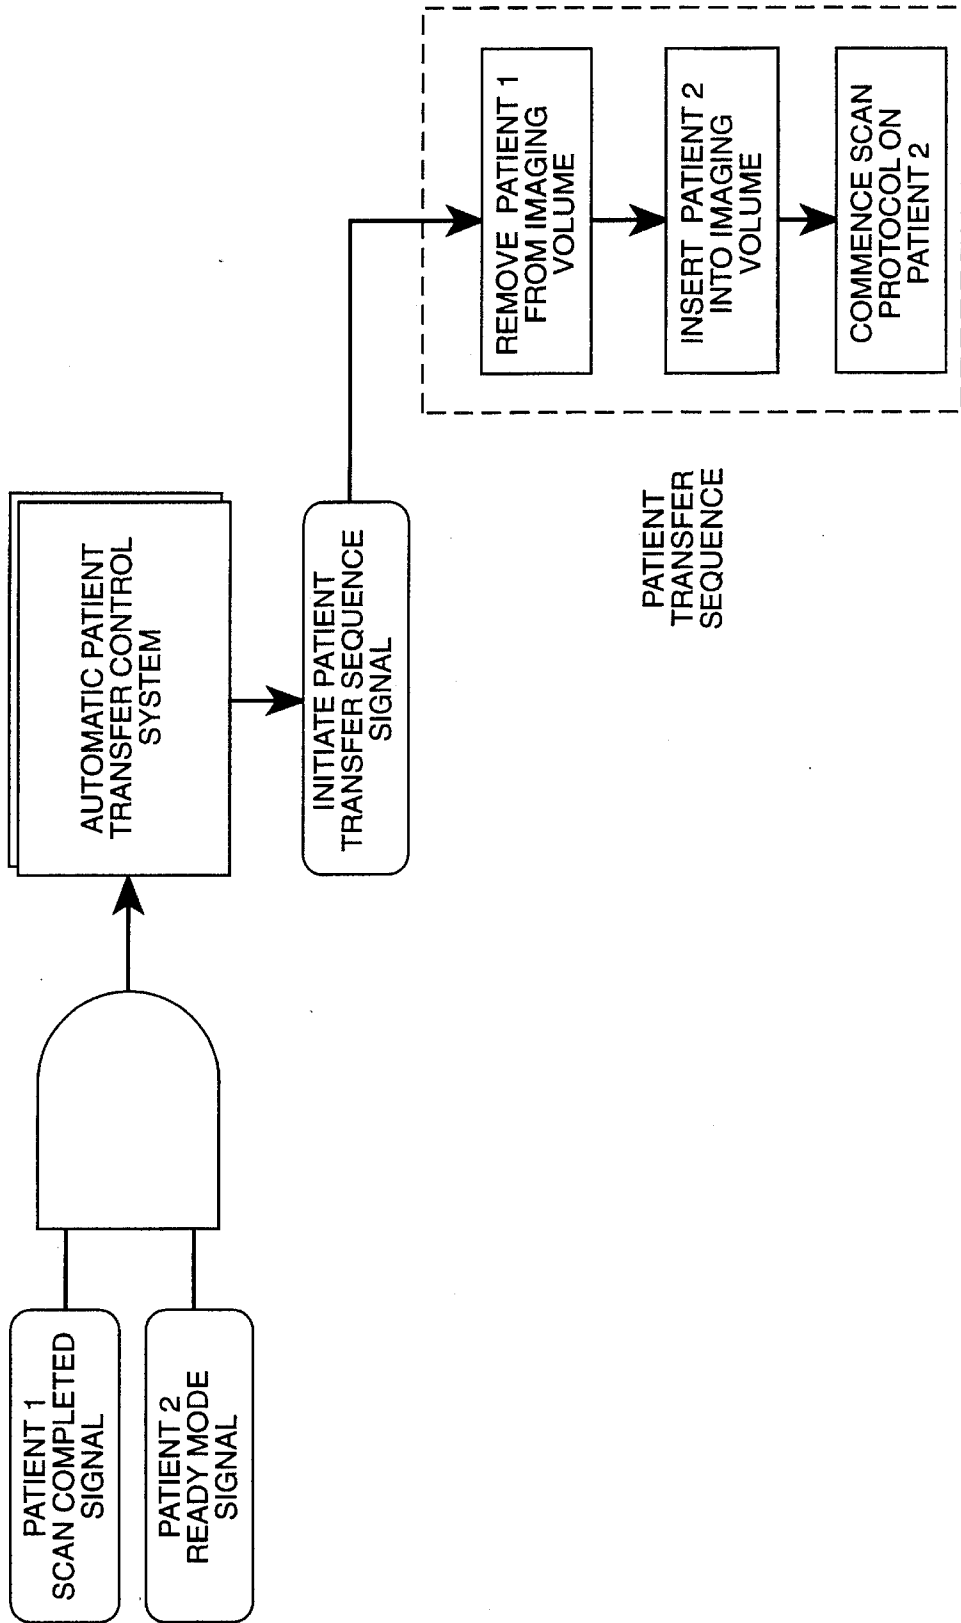 PATIENT 1
SCAN COMPLETED
SIGNAL
PATIENT 2
READY MODE
SIGNAL
AUTOMATIC PATIENT
TRANSFER CONTROL
SYSTEM
INITIATE PATIENT
TRANSFER SEQUENCE
SIGNAL
PATIENT
TRANSFER
SEQUENCE
REMOVE PATIENT 1
FROM IMAGING
VOLUME
INSERT PATIENT 2
INTO IMAGING
VOLUME
COMMENCE SCAN
PROTOCOL ON
PATIENT 2